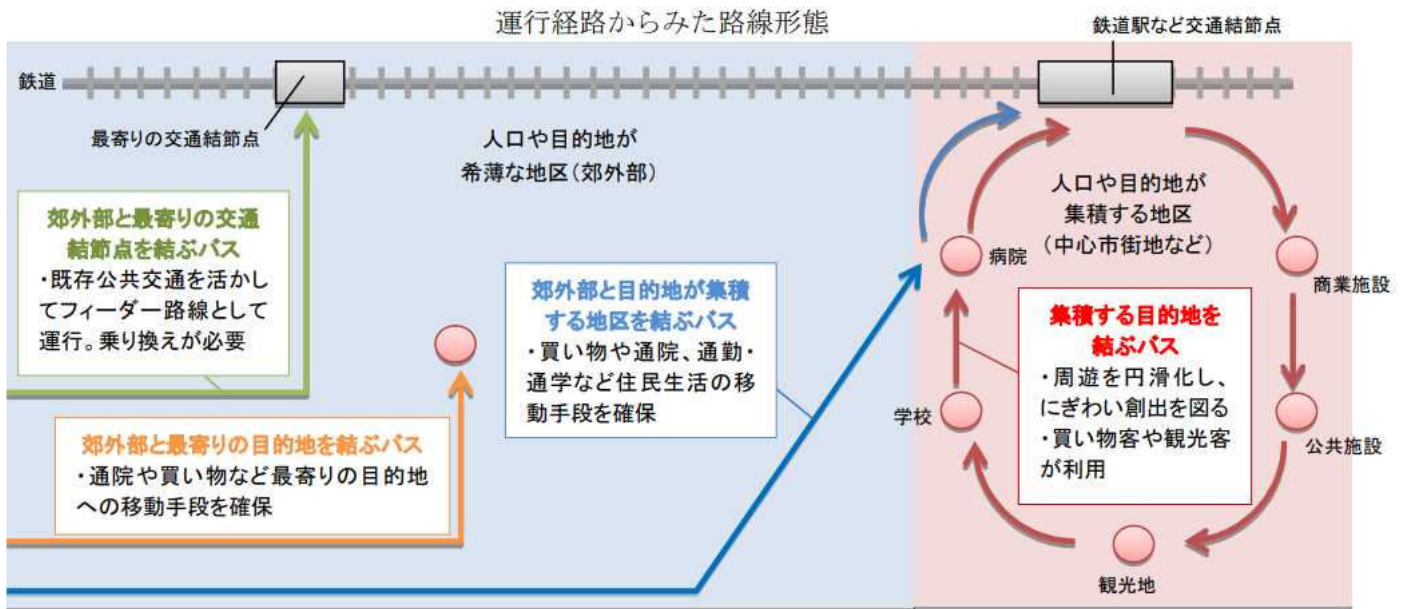 運行経路からみた路線形態
鉄道駅など交通結節点
鉄道
最寄りの交通結節点
人口や目的地が
希薄な地区(郊外部)
人口や目的地が
集積する地区
(中心市街地など)
郊外部と最寄りの交通
結節点を結ぶバス
・既存公共交通を活かし
てフィーダー路線として
運行。乗り換えが必要
郊外部と最寄りの目的地を結ぶバス
・通院や買い物など最寄りの目的地
への移動手段を確保
郊外部と目的地が集積
する地区を結ぶバス
・買い物や通院、通勤・
通学など住民生活の移
動手段を確保
病院
商業施設
集積する目的地を
結ぶバス
・周遊を円滑化し、
にぎわい創出を図る
・買い物客や観光客
が利用
学校
公共施設
観光地